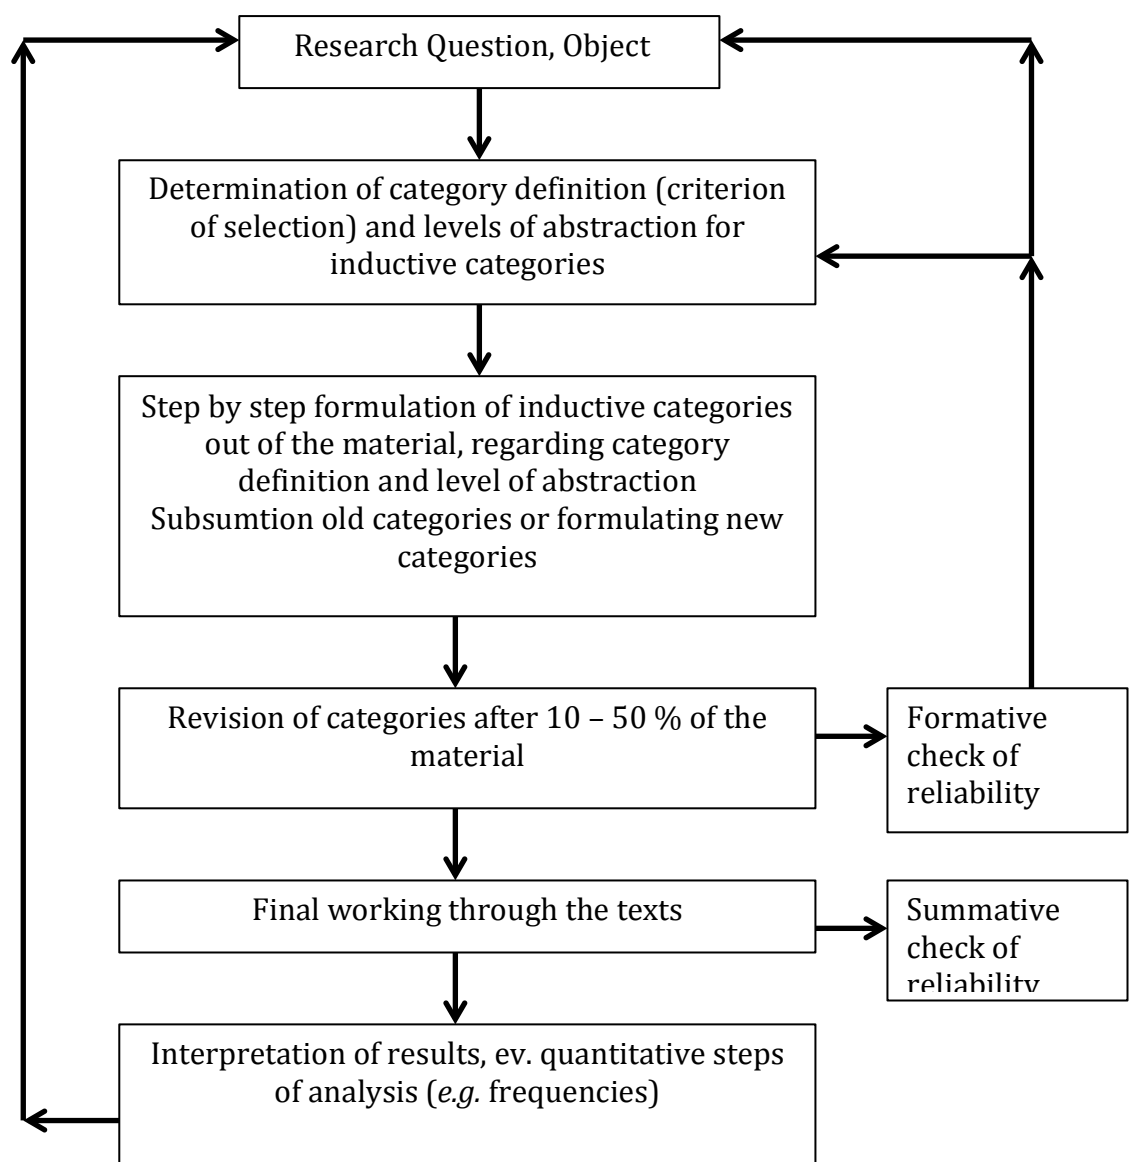 Research Question, Object
Determination of category definition (criterion
of selection) and levels of abstraction for
inductive categories
Step by step formulation of inductive categories
out of the material, regarding category
definition and level of abstraction
Subsumtion old categories or formulating new
categories
Revision of categories after 10 – 50 % of the
material
Formative
check of
reliability
Final working through the texts
Summative
check of
reliability
Interpretation of results, ev. quantitative steps
of analysis (e.g. frequencies)